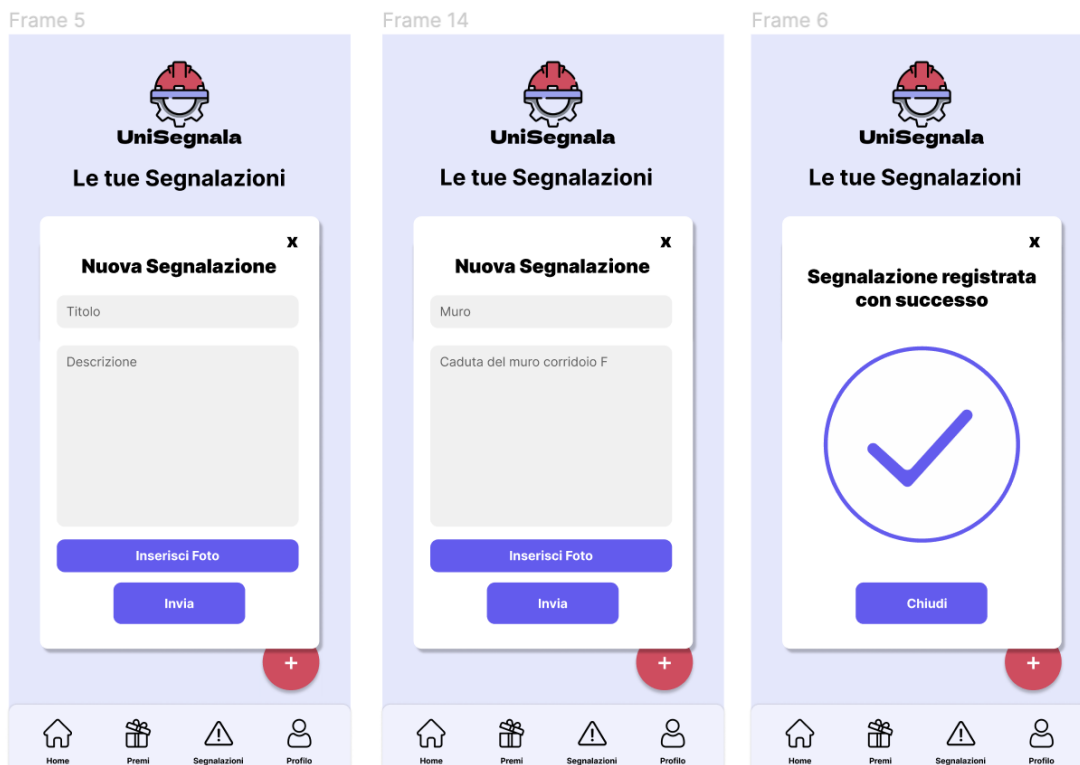 Frame 5
UniSegnala
Le tue Segnalazioni
x
Nuova Segnalazione
Titolo
Descrizione
Inserisci Foto
Invia
+
Home
Premi
Segnalazioni
Profilo
Frame 14
UniSegnala
Le tue Segnalazioni
x
Nuova Segnalazione
Muro
Caduta del muro corridoio F
Inserisci Foto
Invia
+
Home
Premi
Segnalazioni
Profilo
Frame 6
UniSegnala
Le tue Segnalazioni
x
Segnalazione registrata
con successo
Chiudi
+
Home
Premi
Segnalazioni
Profilo